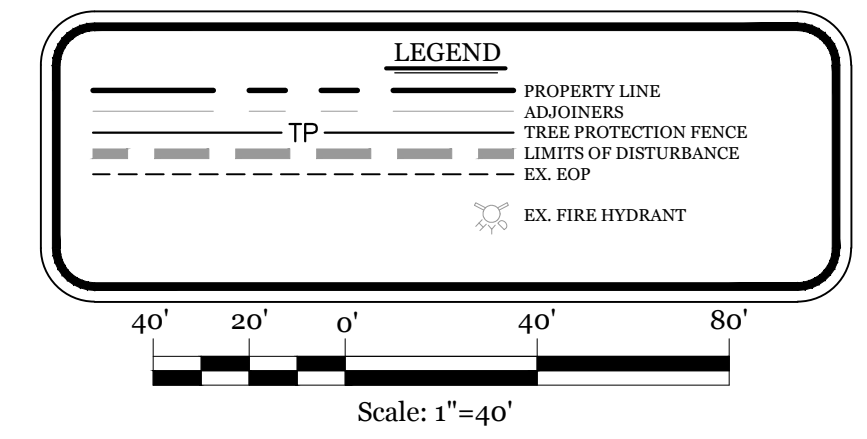 LEGEND
PROPERTY LINE
ADJOINERS
TP TREE PROTECTION FENCE
LIMITS OF DISTURBANCE
EX. EOP
HYD EX. FIRE HYDRANT
40' 20' 0' 40' 80'
Scale: 1"=40'